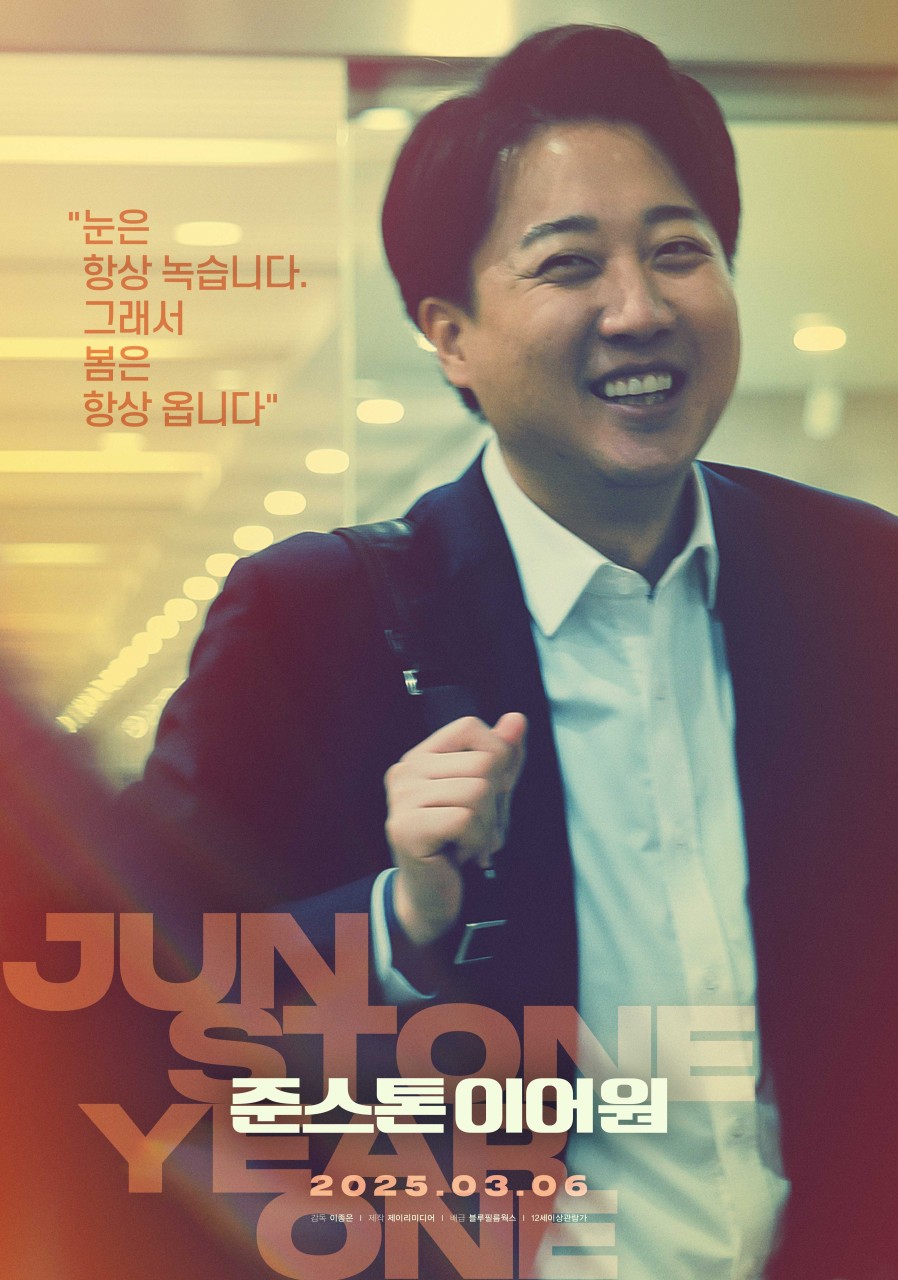 "눈은
항상 녹습니다.
그래서
봄은
항상 옵니다"
JUN
STONE
준스톤 이어원
YEAR
2025.03.06
감독 이종은 | 제작 제이리미디어 | 배급 블루필름웍스 | 12세이상관람가
ONE